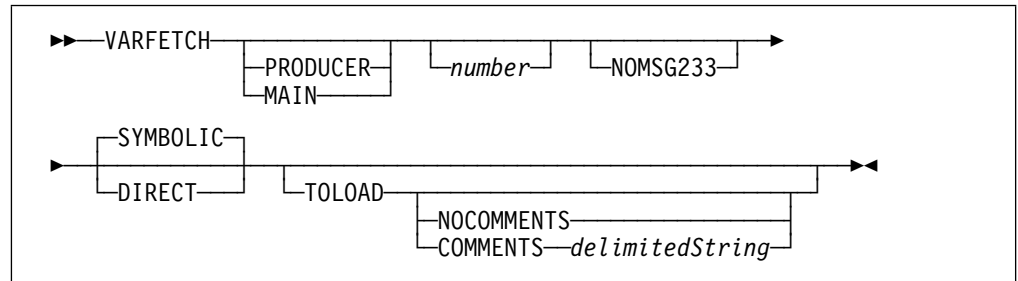 ►►──VARFETCH──┬──────────┬──┬────────┬──┬──────────┬──►
├─PRODUCER─┤ └─number─┘ └─NOMSG233─┘
└─MAIN─────┘
┌─SYMBOLIC─┐
►──┼──────────┼──┬────────────────────────────────────────┬──►◄
└─DIRECT───┘ └─TOLOAD──┬────────────────────────────┬─┘
├─NOCOMMENTS─────────────────┤
└─COMMENTS──delimitedString──┘